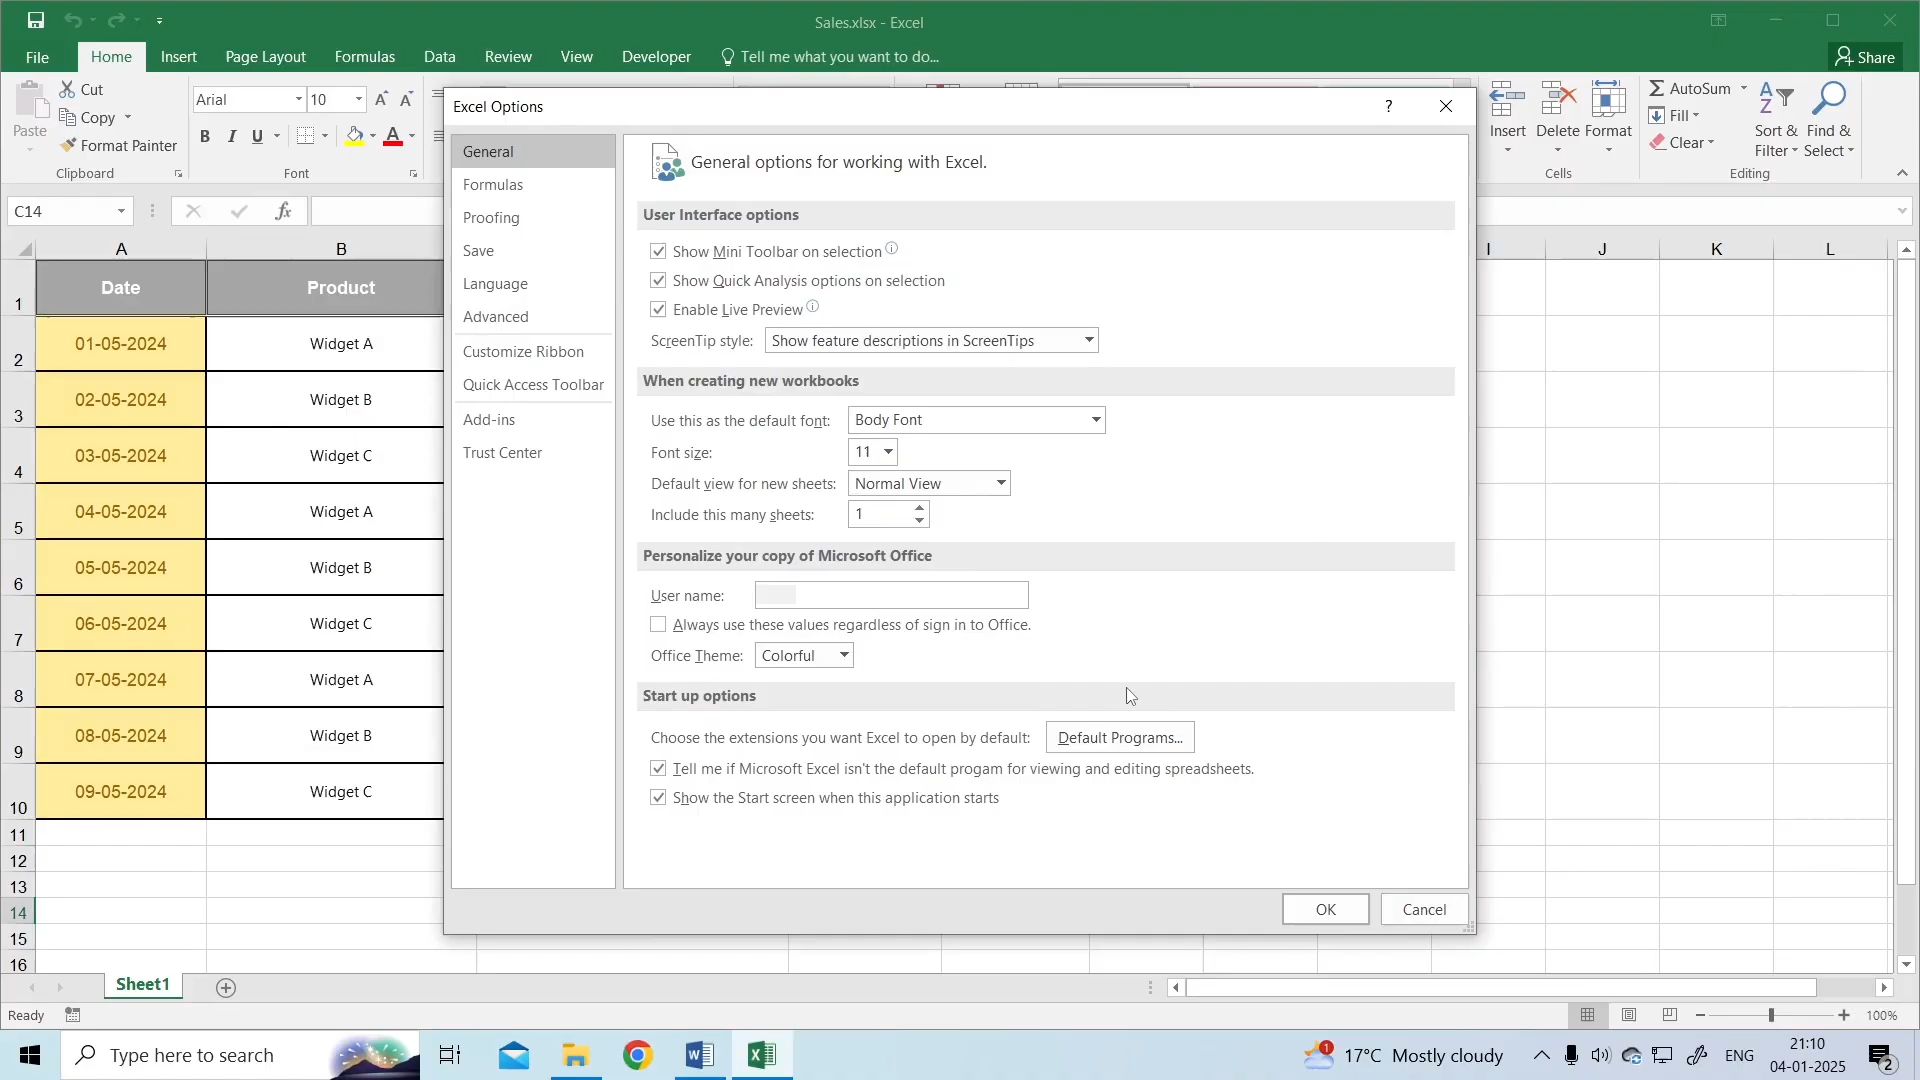 Sales.xlsx - Excel
File Home Insert Page Layout Formulas Data Review View Developer Tell me what you want to do... Share
Paste
Cut
Copy
Format Painter
Clipboard
Arial 10
B I U
Font
Insert Delete Format
Cells
AutoSum
Fill
Clear
Sort & Filter
Find & Select
Editing
C14
A B I J K L
1 Date Product
2 01-05-2024 Widget A
3 02-05-2024 Widget B
4 03-05-2024 Widget C
5 04-05-2024 Widget A
6 05-05-2024 Widget B
7 06-05-2024 Widget C
8 07-05-2024 Widget A
9 08-05-2024 Widget B
10 09-05-2024 Widget C
11
12
13
14
15
16
Excel Options
General
Formulas
Proofing
Save
Language
Advanced
Customize Ribbon
Quick Access Toolbar
Add-ins
Trust Center
General options for working with Excel.
User Interface options
Show Mini Toolbar on selection
Show Quick Analysis options on selection
Enable Live Preview
ScreenTip style: Show feature descriptions in ScreenTips
When creating new workbooks
Use this as the default font: Body Font
Font size: 11
Default view for new sheets: Normal View
Include this many sheets: 1
Personalize your copy of Microsoft Office
User name:
Always use these values regardless of sign in to Office.
Office Theme: Colorful
Start up options
Choose the extensions you want Excel to open by default: Default Programs...
Tell me if Microsoft Excel isn't the default progam for viewing and editing spreadsheets.
Show the Start screen when this application starts
OK Cancel
Sheet1
Ready 100%
Type here to search
1 17°C Mostly cloudy ENG
21:10
04-01-2025
2